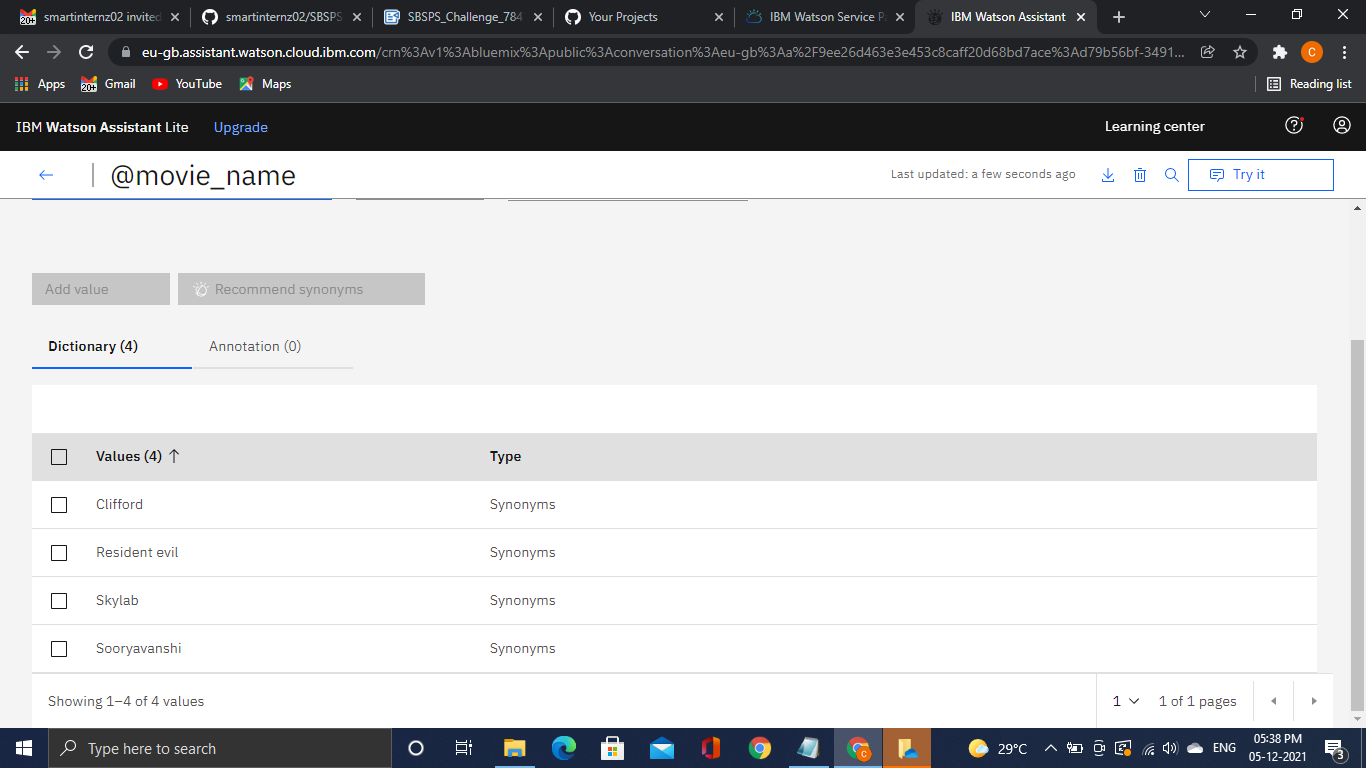 smartinternz02 invited
smartinternz02/SBSPS
SBSPS_Challenge_784
Your Projects
IBM Watson Service P
IBM Watson Assistant
eu-gb.assistant.watson.cloud.ibm.com/crn%3Av1%3Abluemix%3Apublic%3Aconversation%3Aeu-gb%3Aa%2F9ee26d463e3e453c8caff20d68bd7ace%3Ad79b56bf-3491...
C
Apps
20+
Gmail
YouTube
Maps
Reading list
IBM Watson Assistant Lite
Upgrade
Learning center
@movie_name
Last updated: a few seconds ago
Try it
Add value
Recommend synonyms
Dictionary (4)
Annotation (0)
Values (4)
Type
Clifford
Synonyms
Resident evil
Synonyms
Skylab
Synonyms
Sooryavanshi
Synonyms
Showing 1–4 of 4 values
1
1 of 1 pages
Type here to search
29°C
ENG
05:38 PM
05-12-2021
3